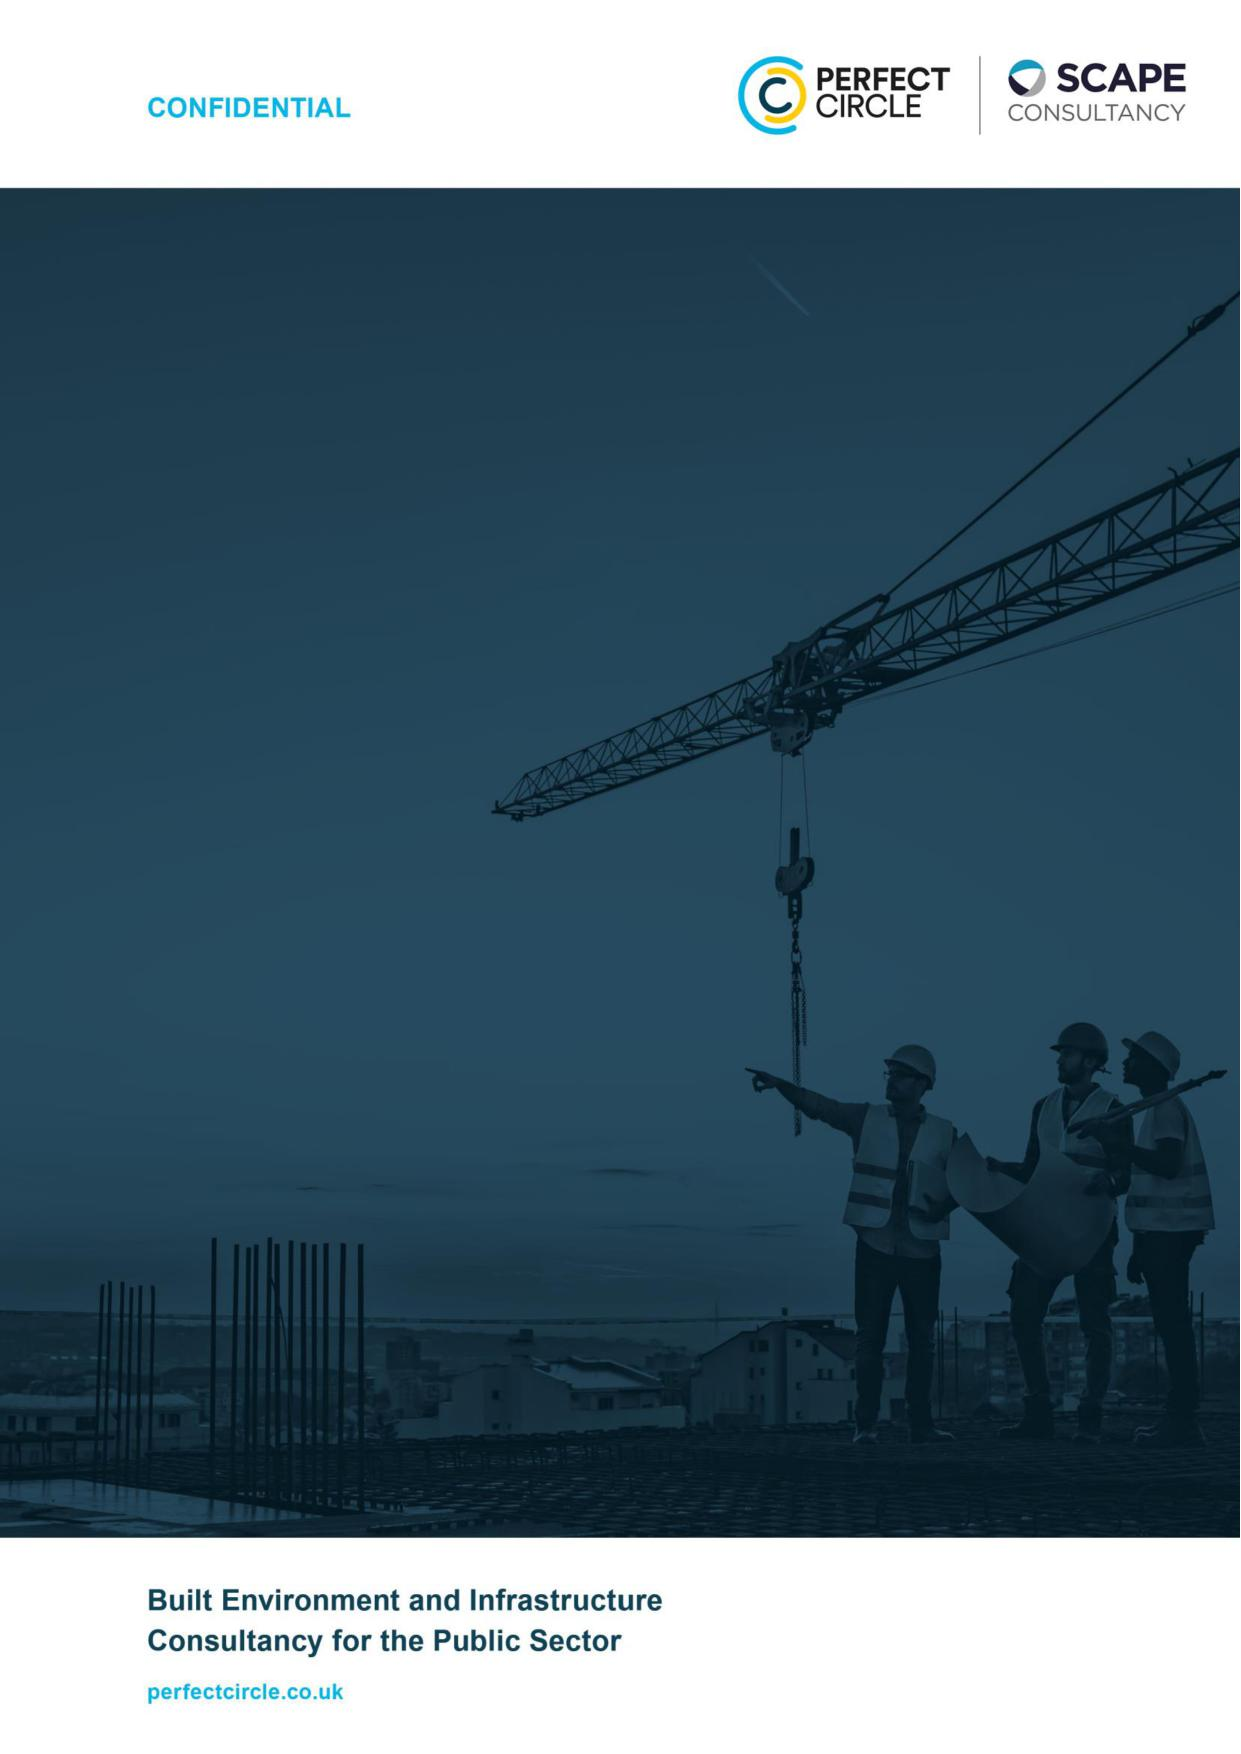 CONFIDENTIAL
PERFECT
CIRCLE
SCAPE
CONSULTANCY
Built Environment and Infrastructure
Consultancy for the Public Sector
perfectcircle.co.uk